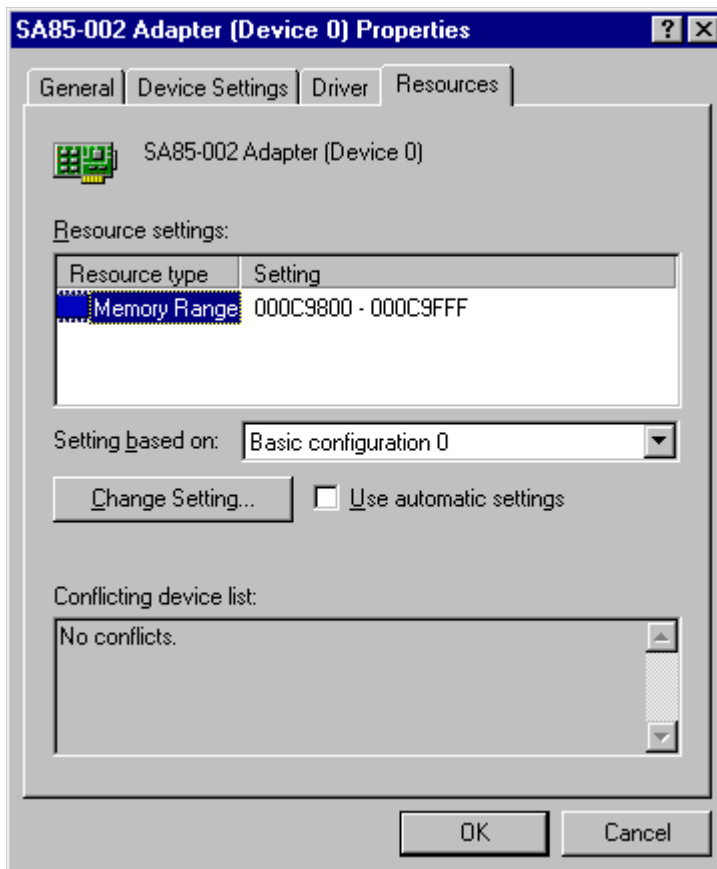 SA85-002 Adapter (Device 0) Properties
General Device Settings Driver Resources
SA85-002 Adapter (Device 0)
Resource settings:
Resource type Setting
Memory Range 000C9800 - 000C9FFF
Setting based on: Basic configuration 0
Change Setting... Use automatic settings
Conflicting device list:
No conflicts.
OK Cancel